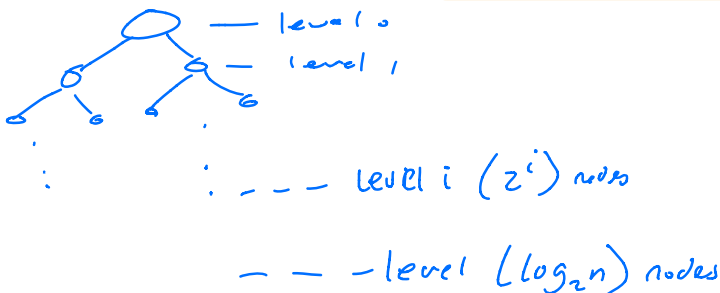 level 0
level 1
level i (2^i) nodes
level (log₂n) nodes